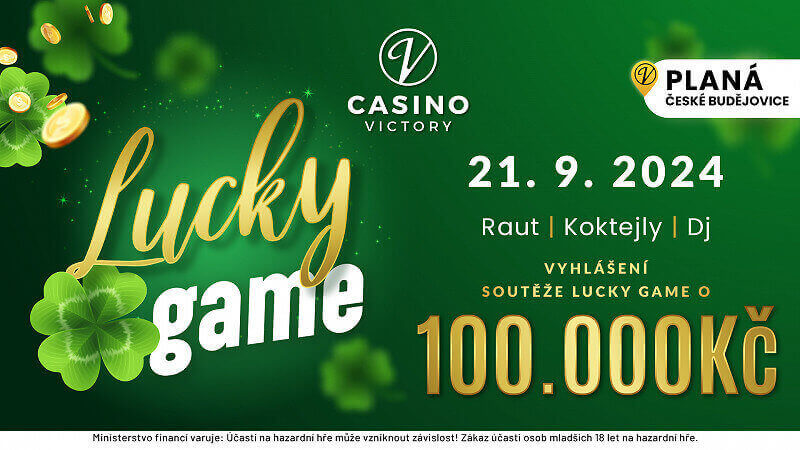 Lucky
game
CASINO
VICTORY
PLANÁ
ČESKÉ BUDĚJOVICE
21. 9. 2024
Raut | Koktejly | Dj
VYHLÁŠENÍ
SOUTĚŽE LUCKY GAME O
100.000KČ
Ministerstvo financí varuje: Účastí na hazardní hře může vzniknout závislost! Zákaz účasti osob mladších 18 let na hazardní hře.